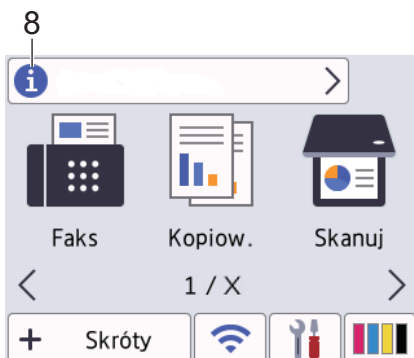 8
i
Faks Kopiow. Skanuj
1 / X
+ Skróty